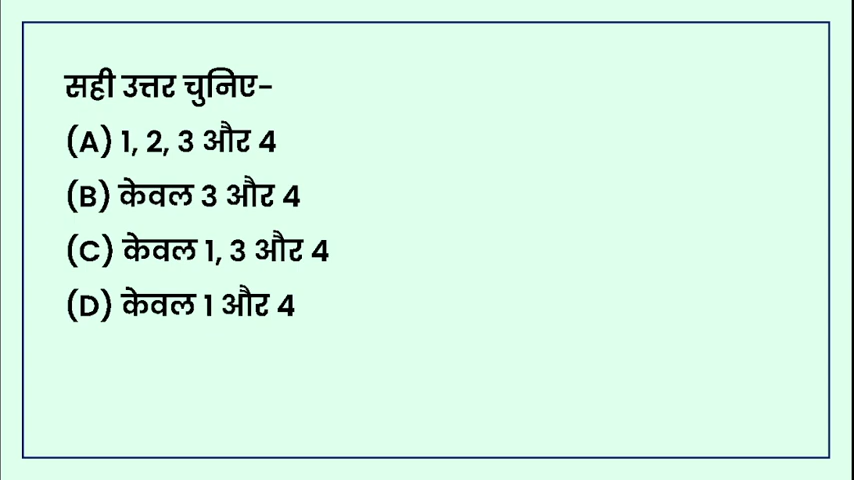 सही उत्तर चुनिए-
(A) 1, 2, 3 और 4
(B) केवल 3 और 4
(C) केवल 1, 3 और 4
(D) केवल 1 और 4